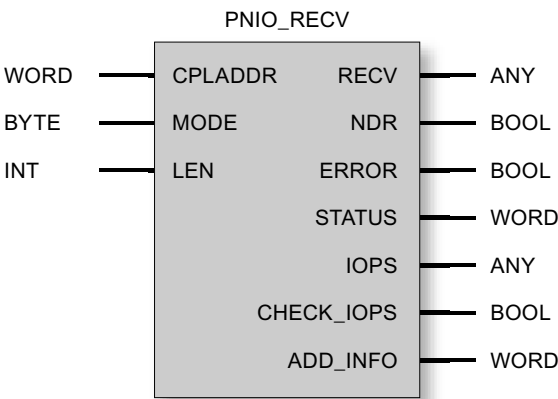 PNIO_RECV
WORD CPLADDR RECV ANY
BYTE MODE NDR BOOL
INT LEN ERROR BOOL
STATUS WORD
IOPS ANY
CHECK_IOPS BOOL
ADD_INFO WORD